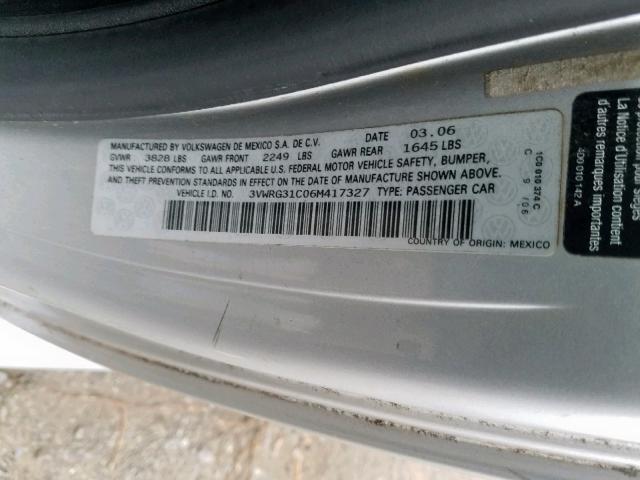 MANUFACTURED BY VOLKSWAGEN DE MEXICO S.A. DE C.V. DATE 03.06
GVWR 3828 LBS GAWR FRONT 2249 LBS GAWR REAR 1645 LBS
THIS VEHICLE CONFORMS TO ALL APPLICABLE U.S. FEDERAL MOTOR VEHICLE SAFETY, BUMPER,
AND THEFT PREVENTION STANDARDS IN EFFECT ON THE DATE OF MANUFACTURE SHOWN ABOVE.
VEHICLE I.D. NO. 3VWRG31C06M417327 TYPE: PASSENGER CAR
COUNTRY OF ORIGIN: MEXICO
1C0 010 374 C
C 9 /06
La Notice d'Utilisation
d'autres remarques
importantes